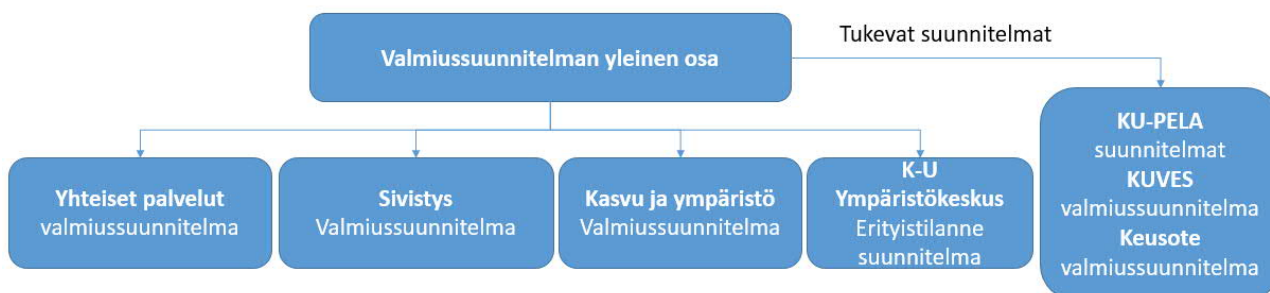 Valmiussuunnitelman yleinen osa
Tukevat suunnitelmat
Yhteiset palvelut
valmiussuunnitelma
Sivistys
Valmiussuunnitelma
Kasvu ja ympäristö
Valmiussuunnitelma
K-U
Ympäristökeskus
Erityistilanne
suunnitelma
KU-PELA
suunnitelmat
KUVES
valmiussuunnitelma
Keusote
valmiussuunnitelma